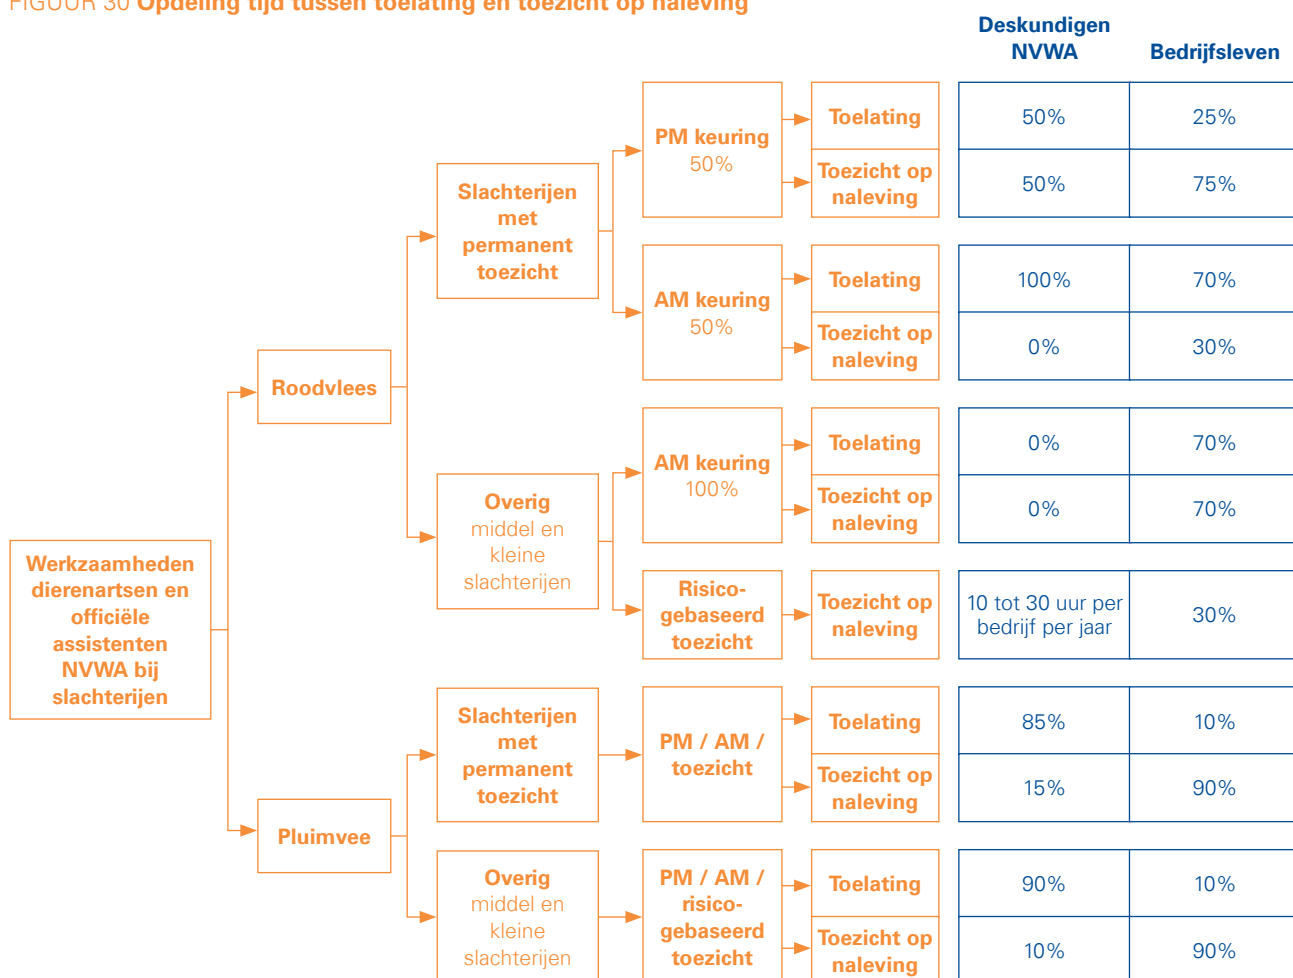 FIGUUR 30 Opdeling tijd tussen toelating en toezicht op naleving
Deskundigen
NVWA
Bedrijfsleven
Werkzaamheden
dierenartsen en
officiële
assistenten
NVWA bij
slachterijen
Roodvlees
Slachterijen
met
permanent
toezicht
PM keuring
50%
Toelating
50%
25%
Toezicht op
naleving
50%
75%
AM keuring
50%
Toelating
100%
70%
Toezicht op
naleving
0%
30%
Overig
middel en
kleine
slachterijen
AM keuring
100%
Toelating
0%
70%
Toezicht op
naleving
0%
70%
Risico-
gebaseerd
toezicht
Toezicht op
naleving
10 tot 30 uur per
bedrijf per jaar
30%
Pluimvee
Slachterijen
met
permanent
toezicht
PM / AM /
toezicht
Toelating
85%
10%
Toezicht op
naleving
15%
90%
Overig
middel en
kleine
slachterijen
PM / AM /
risico-
gebaseerd
toezicht
Toelating
90%
10%
Toezicht op
naleving
10%
90%